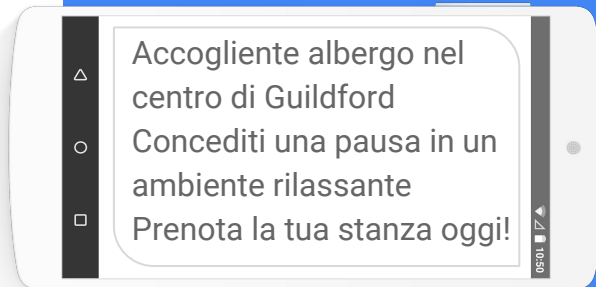 Accogliente albergo nel
centro di Guildford
Concediti una pausa in un
ambiente rilassante
Prenota la tua stanza oggi!
10:50